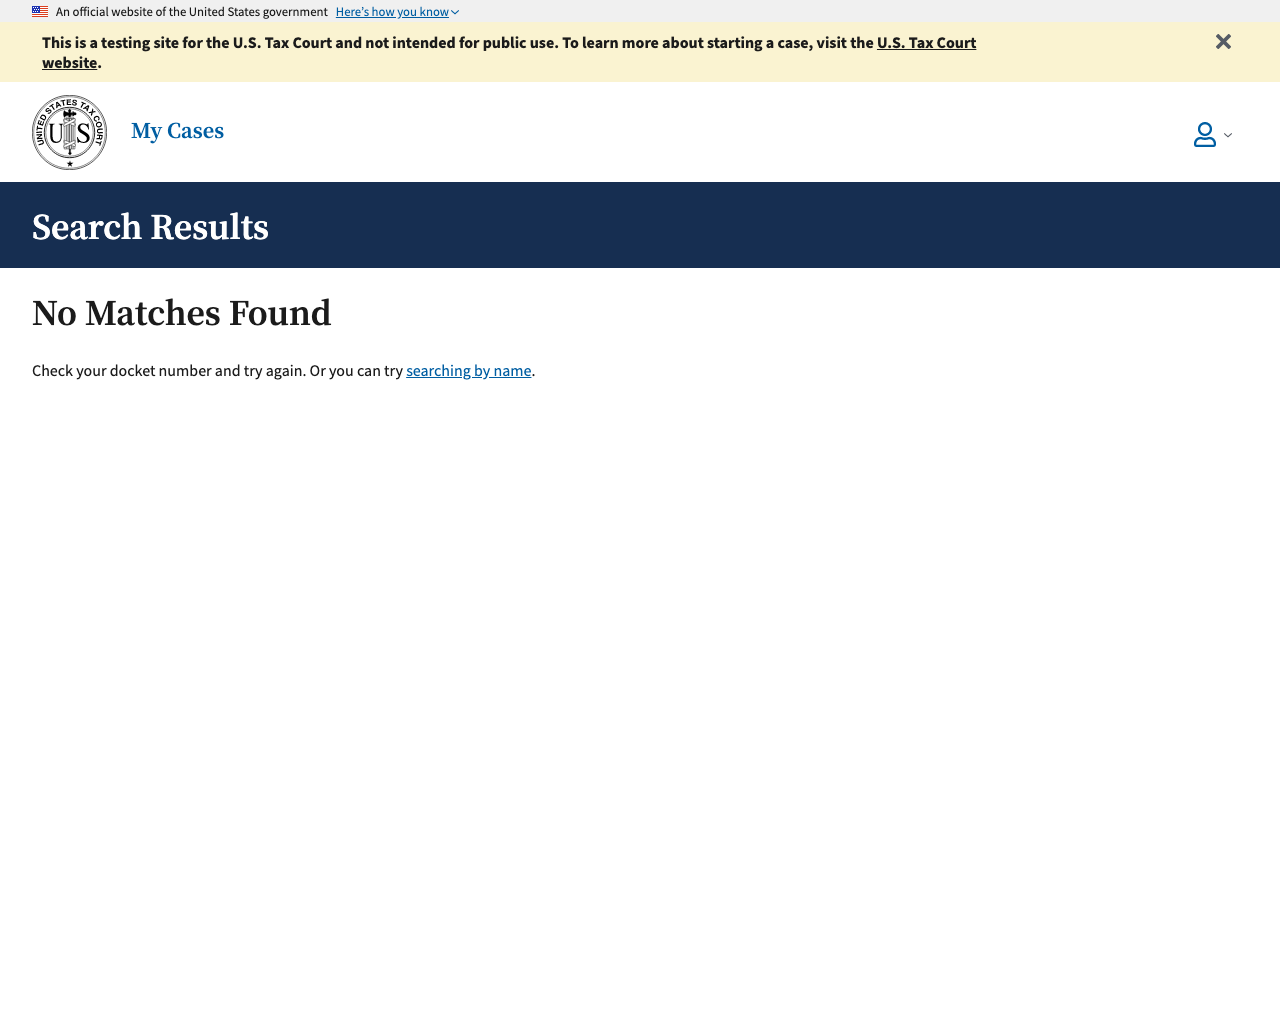 An official website of the United States government Here's how you know
This is a testing site for the U.S. Tax Court and not intended for public use. To learn more about starting a case, visit the U.S. Tax Court
website.
UNITED STATES TAX COURT
US
My Cases
Search Results
No Matches Found
Check your docket number and try again. Or you can try searching by name.